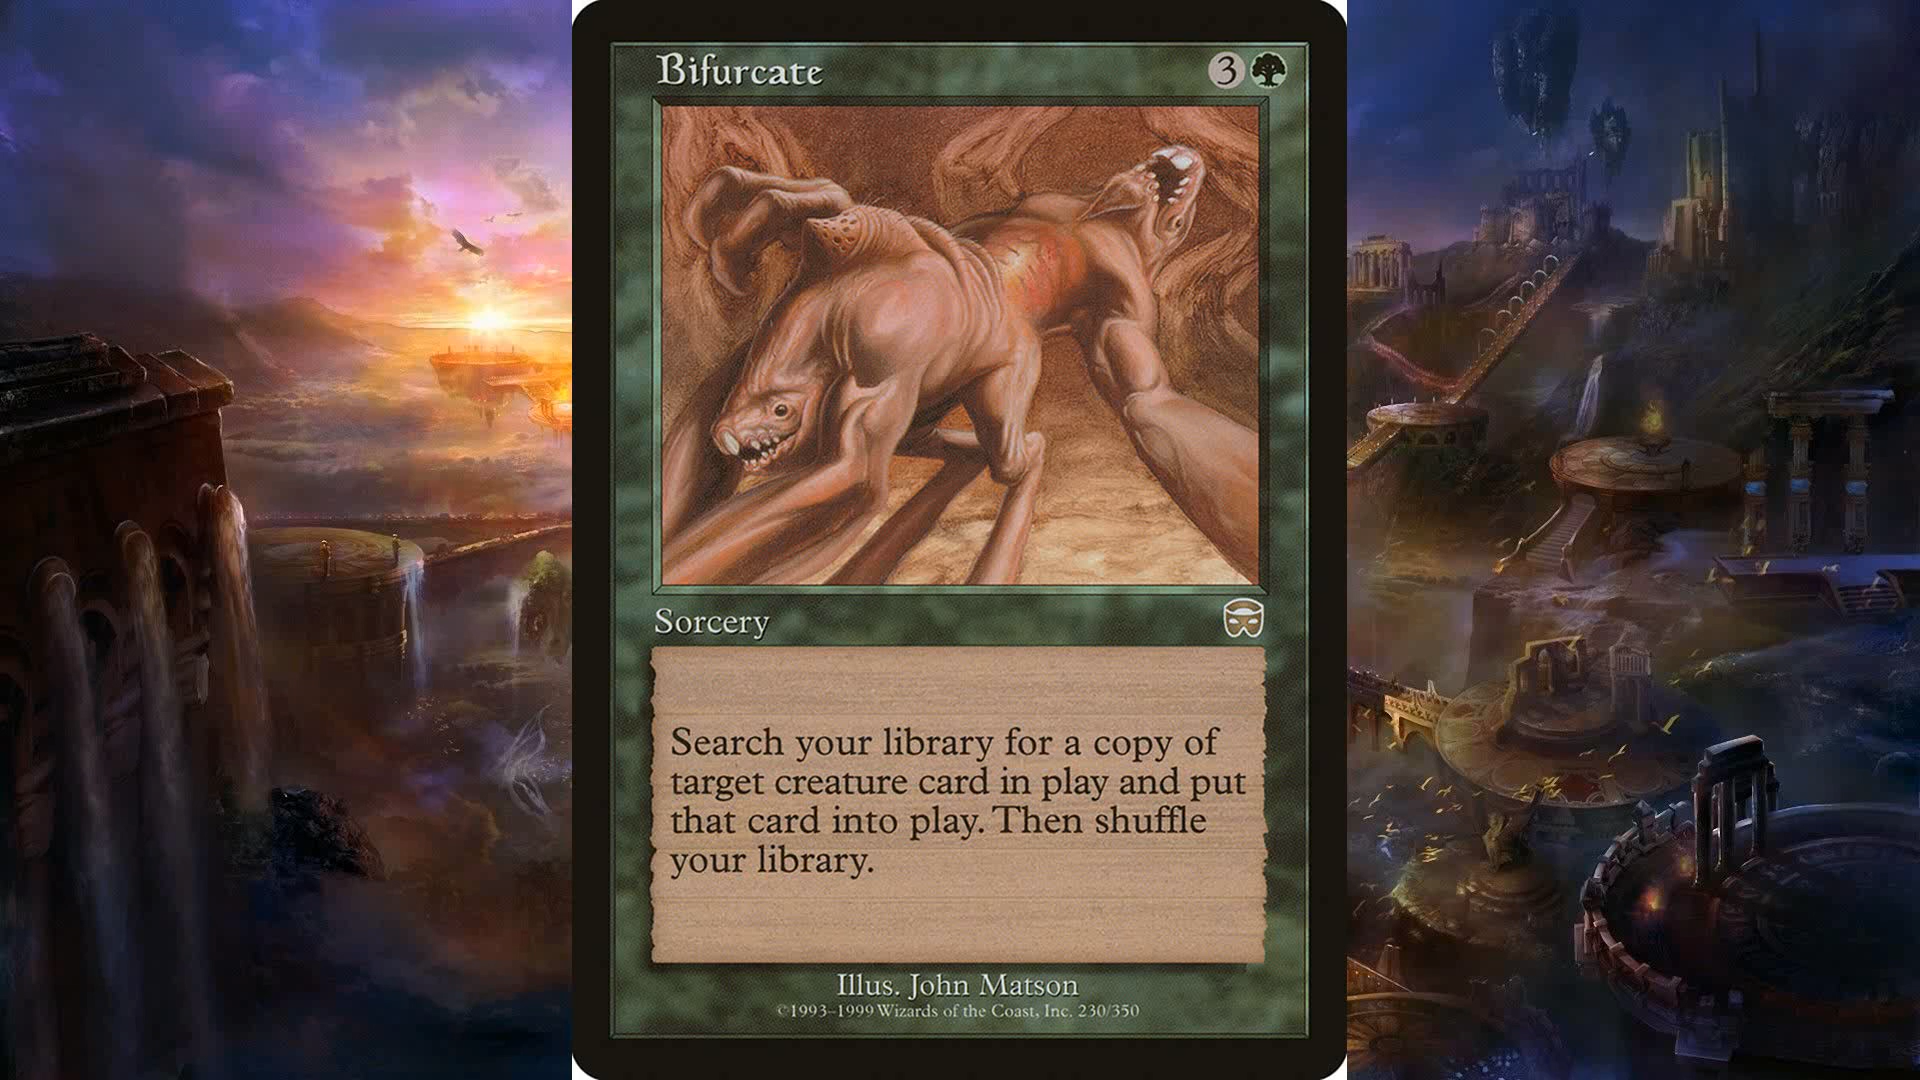 Bifurcate 3
Sorcery
Search your library for a copy of
target creature card in play and put
that card into play. Then shuffle
your library.
Illus. John Matson
©1993–1999 Wizards of the Coast, Inc. 230/350